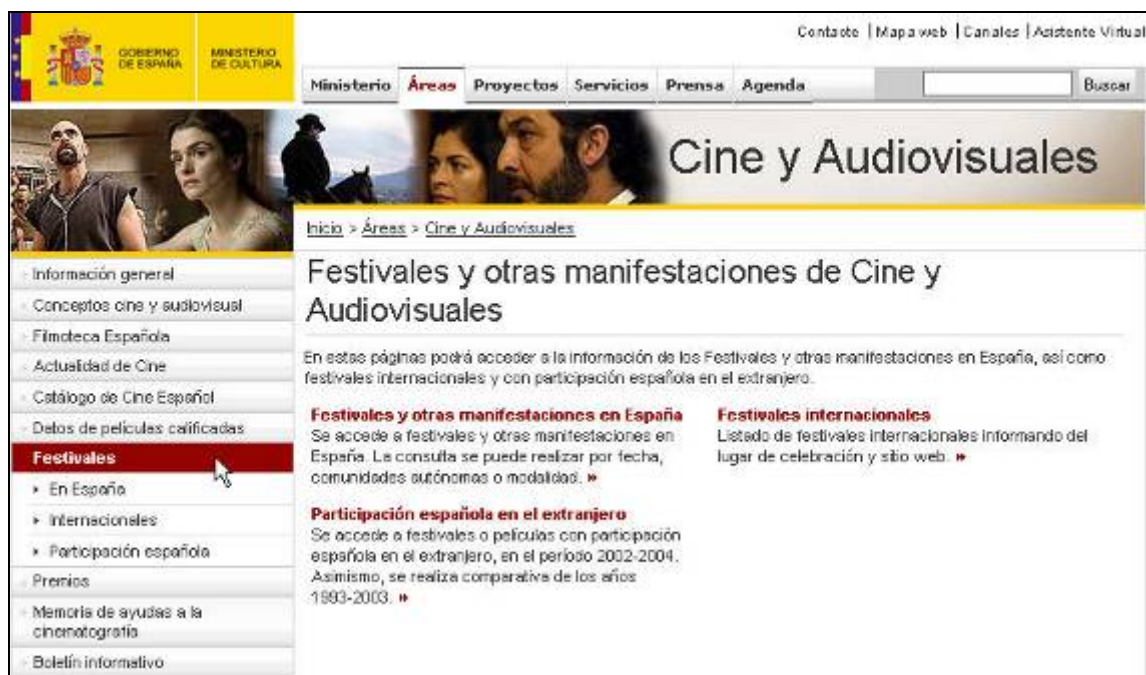 GOBIERNO
DE ESPAÑA
MINISTERIO
DE CULTURA
Contacte | Mapa web | Canales | Asistente Virtual
Ministerio Áreas Proyectos Servicios Prensa Agenda Buscar
Cine y Audiovisuales
Inicio > Áreas > Cine y Audiovisuales
Información general
Conceptos cine y audiovisual
Filmoteca Española
Actualidad de Cine
Catálogo de Cine Español
Datos de películas calificadas
Festivales
En España
Internacionales
Participación española
Premios
Memoria de ayudas a la
cinematografía
Boletín informativo
Festivales y otras manifestaciones de Cine y
Audiovisuales
En estas páginas podrá acceder a la información de los Festivales y otras manifestaciones en España, así como
festivales internacionales y con participación española en el extranjero.
Festivales y otras manifestaciones en España
Se accede a festivales y otras manifestaciones en
España. La consulta se puede realizar por fecha,
comunidades autónomas o modalidad.
Participación española en el extranjero
Se accede a festivales o películas con participación
española en el extranjero, en el período 2002-2004.
Asimismo, se realiza comparativa de los años
1993-2003.
Festivales internacionales
Listado de festivales internacionales informando del
lugar de celebración y sitio web.